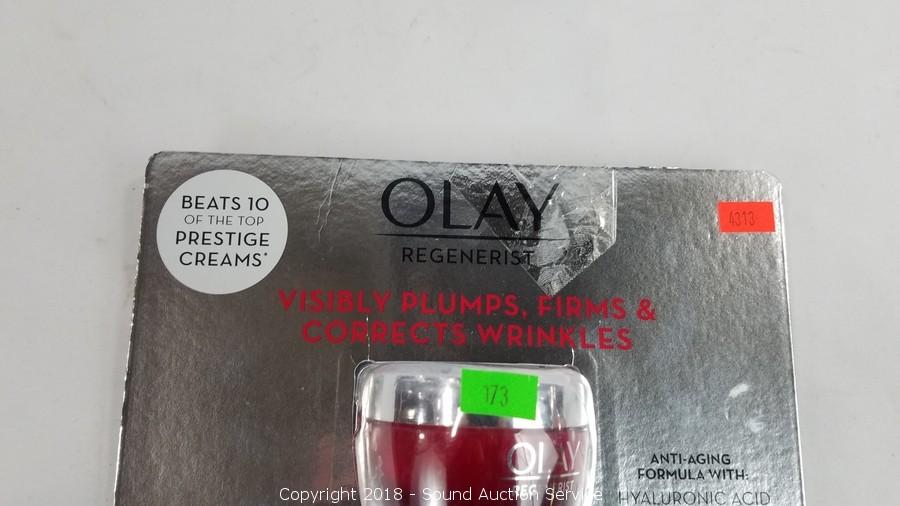 BEATS 10
OF THE TOP
PRESTIGE
CREAMS*
OLAY
REGENERIST
4313
VISIBLY PLUMPS, FIRMS &
CORRECTS WRINKLES
173
OLAY
ANTI-AGING
FORMULA WITH:
HYALURONIC ACID
Copyright 2018 - Sound Auction Service